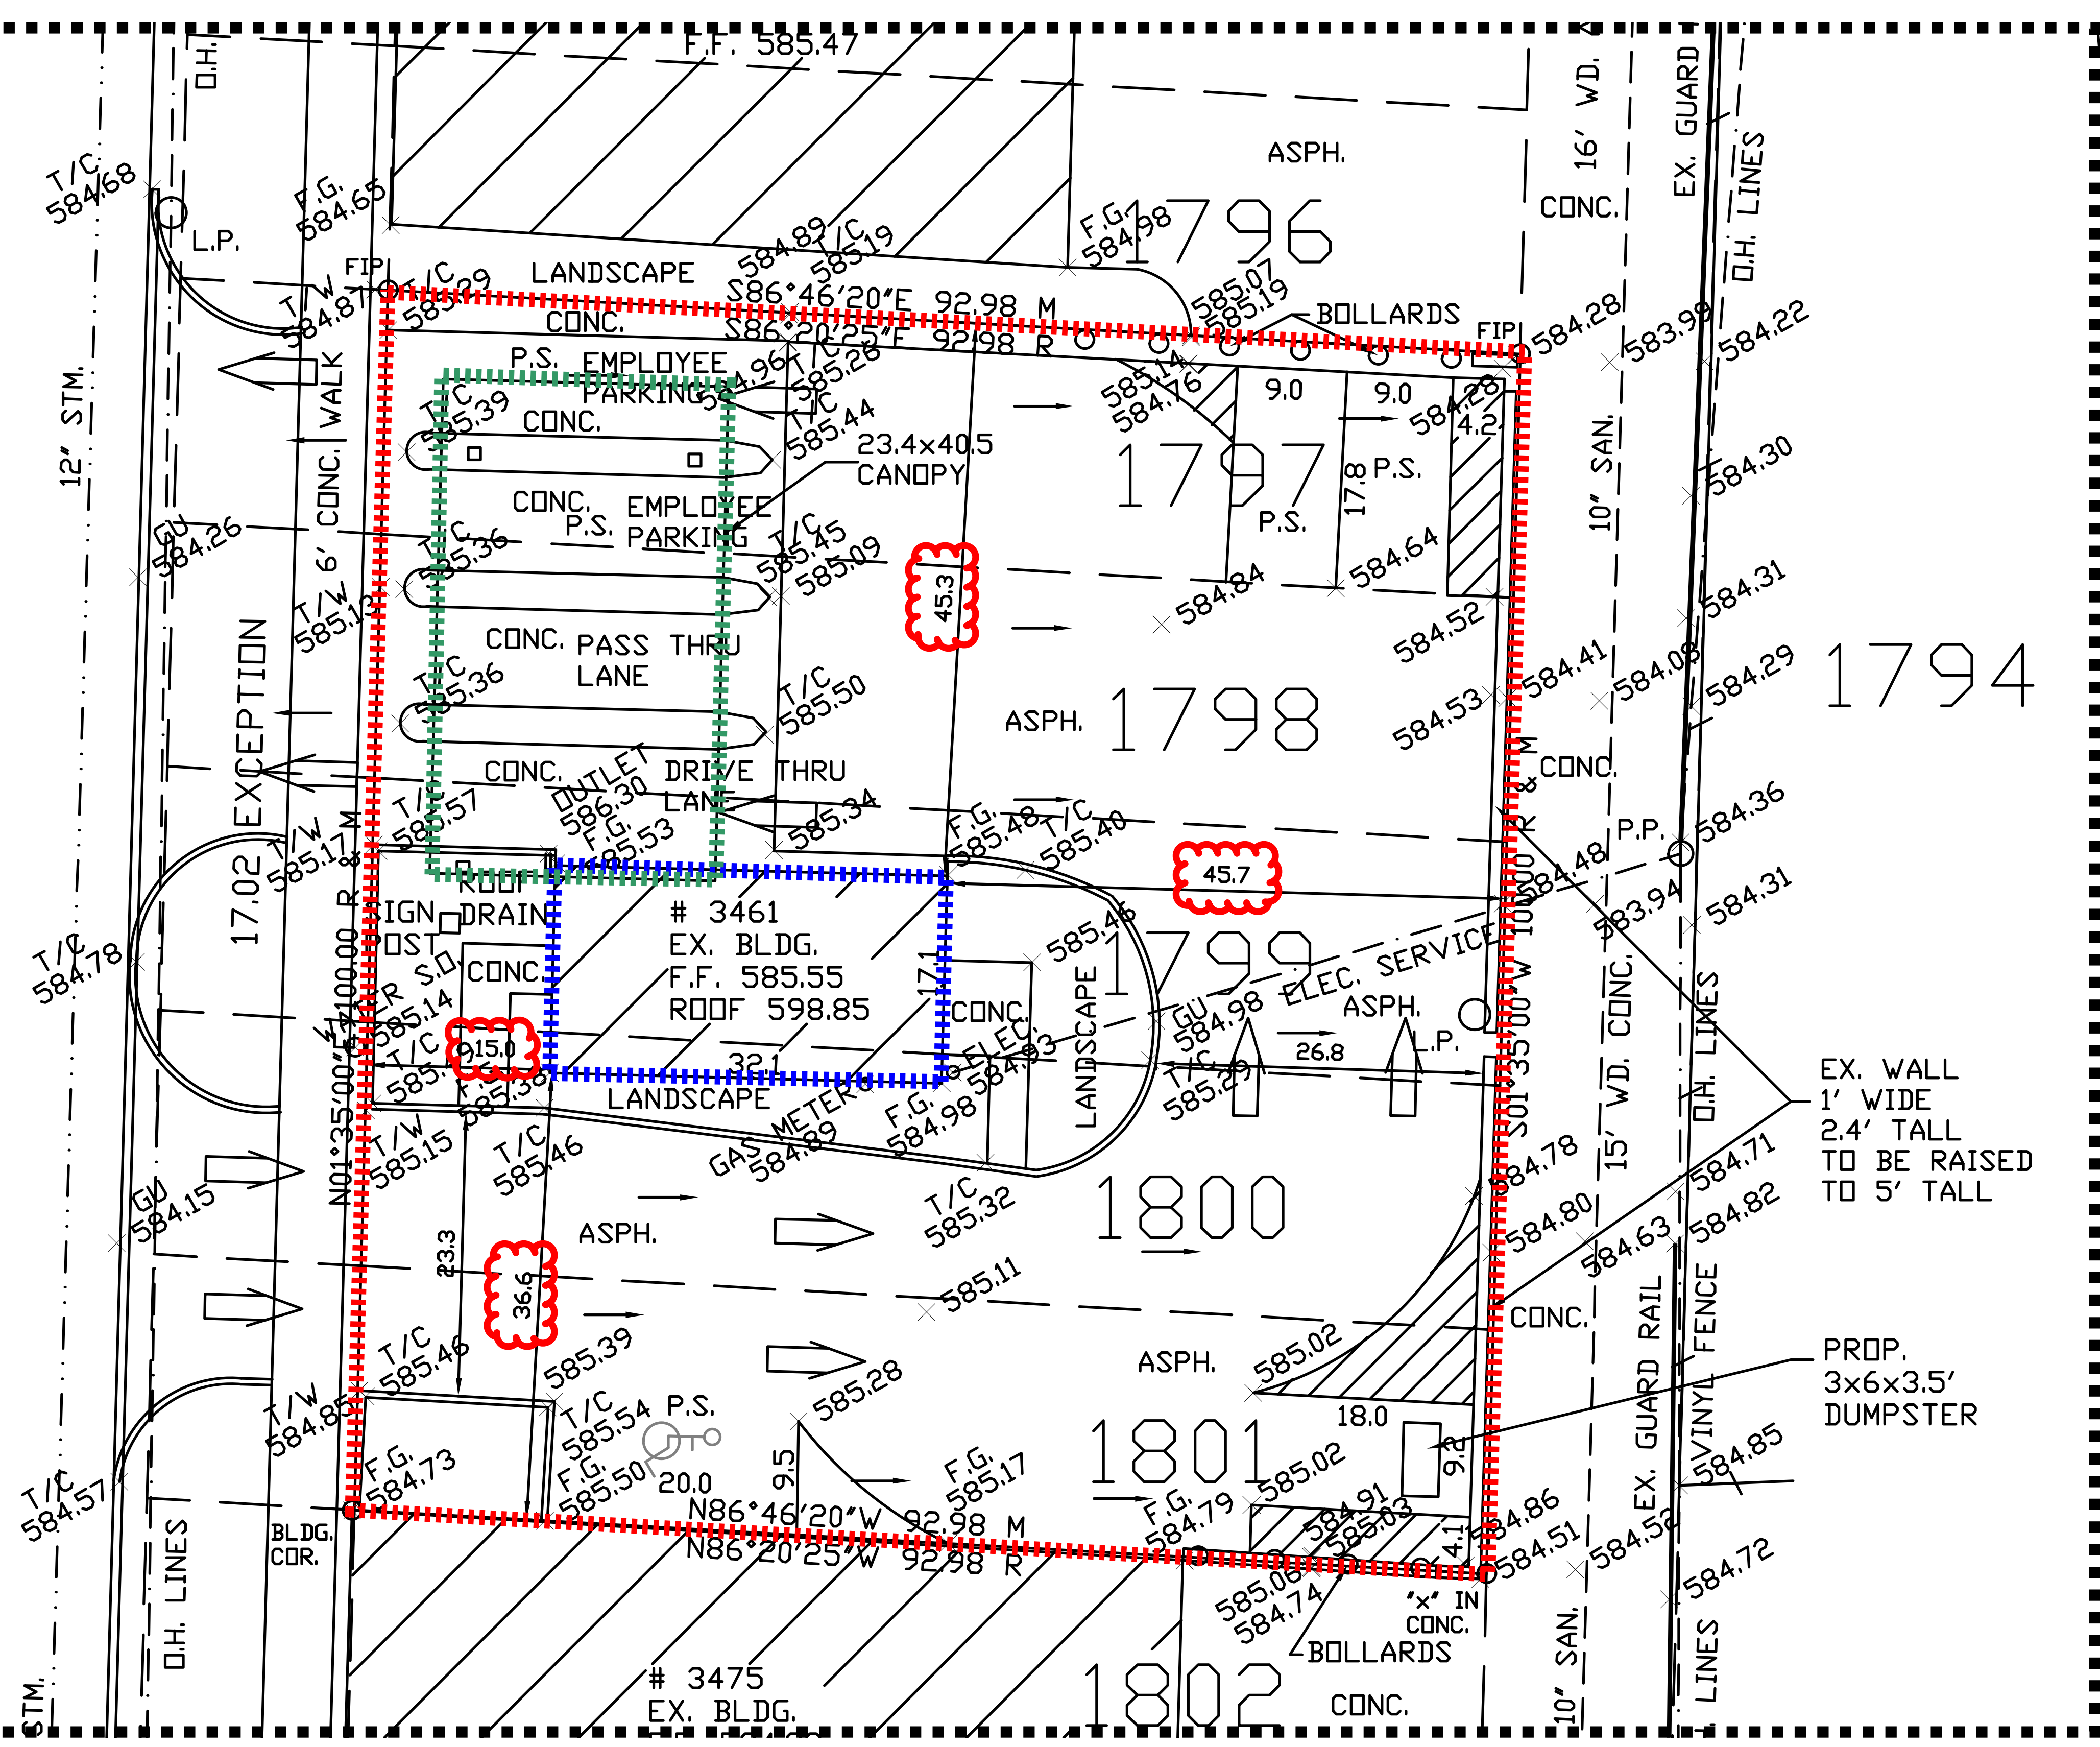 F.F. 585.47
O.H.
16' WD.
EX. GUARD
ASPH.
T/C
584.68
F.G.
584.65
L.P.
CONC.
1796
F.G.
584.98
O.H. LINES
584.89
T/C
585.19
FIP
LANDSCAPE
T/W
584.87
T/C
S86°46'20"E 92.98 M
585.07
585.19
BOLLARDS
FIP
584.28
583.99
584.22
CONC.
S86°20'25"E 92.98 R
P.S. EMPLOYEE
PARKING
584.96
T/C
585.26
585.14
584.76
9.0
9.0
584.28
4.2
12" STM.
6' CONC. WALK
T/C
585.39
CONC.
T/C
585.44
23.4x40.5
CANOPY
1797
P.S.
17.8
P.S.
10" SAN.
584.30
CONC.
P.S. EMPLOYEE
PARKING
GU
584.26
T/C
585.36
T/C
585.45
585.09
45.3
584.84
584.64
584.31
T/W
585.13
CONC.
PASS THRU
LANE
584.52
584.41
584.08
584.29
1794
T/C
585.36
T/C
585.50
ASPH.
1798
584.53
17.02 EXCEPTION
CONC.
OUTLET
586.30
DRIVE THRU
LANE
CONC.
T/C
585.57
F.G.
585.53
585.34
F.G.
585.48
T/C
585.40
P.P.
584.36
T/W
585.17
45.7
584.48
583.94
584.31
ROOF
DRAIN
SIGN
POST
# 3461
EX. BLDG.
F.F. 585.55
ROOF 598.85
17.1
585.46
1799
T/C
584.78
CONC.
CONC.
LANDSCAPE
ELEC. SERVICE
ASPH.
15' WD. CONC.
O.H. LINES
WATER S.O.
585.14
GU
584.98
15.0
T/C
F.G.
585.38
32.1
ELEC.
584.93
26.8
L.P.
T/C
585.29
LANDSCAPE
GAS METER
584.89
F.G.
584.98
EX. WALL
1' WIDE
2.4' TALL
TO BE RAISED
TO 5' TALL
N01°35'00"E 100.00 R & M
S01°35'00"W 100.00 R & M
T/W
585.15
T/C
585.46
584.78
584.71
GU
584.15
T/C
585.32
1800
584.80
584.63
584.82
23.3
ASPH.
36.6
585.11
CONC.
EX. GUARD RAIL
VINYL FENCE
T/C
585.46
585.39
585.28
ASPH.
585.02
PROP.
3x6x3.5'
DUMPSTER
T/W
584.85
T/C
585.54
P.S.
18.0
1801
9.2
F.G.
584.73
F.G.
585.50
20.0
9.5
F.G.
585.17
585.02
584.85
T/C
584.57
N86°46'20"W 92.98 M
N86°20'25"W 92.98 R
F.G.
584.79
584.91
585.03
4.1
584.86
584.51
584.52
584.72
BLDG.
COR.
O.H. LINES
585.06
584.74
"x" IN
CONC.
BOLLARDS
# 3475
EX. BLDG.
1802
CONC.
10" SAN.
LINES
STM.